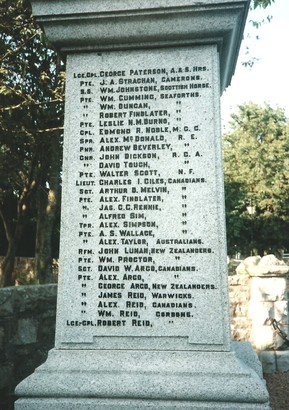 LCE.CPL. GEORGE PATERSON, A. & S. HRS.
PTE. J. A. STRACHAN, CAMERONS.
S.S. WM. JOHNSTONE, SCOTTISH HORSE.
PTE. WM. CUMMING, SEAFORTHS.
" WM. DUNCAN, "
" ROBERT FINDLATER, "
PTE. LESLIE N.M. BURNO, "
CPL. EDMOND R. NOBLE, M. G. C.
SPR. ALEX. McDONALD, R. E.
PNR. ANDREW BEVERLEY, "
GNR. JOHN DICKSON, R. G. A.
" DAVID TOUGH, "
PTE. WALTER SCOTT, N. F.
LIEUT. CHARLES I. GILES, CANADIANS.
SGT. ARTHUR D. MELVIN, "
PTE. ALEX. FINDLATER, "
" JAS. C. C. RENNIE, "
" ALFRED SIM, "
TPR. ALEX. SIMPSON, "
PTE. A. S. WALLACE, "
" ALEX. TAYLOR, AUSTRALIANS.
RFM. JOHN LUNAN, NEW ZEALANDERS.
PTE. WM. PROCTOR, "
SGT. DAVID W. ARGO, CANADIANS.
PTE. ALEX. ARGO, "
" GEORGE ARGO, NEW ZEALANDERS.
" JAMES REID, WARWICKS.
" ALEX. REID, CANADIANS.
" WM. REID, GORDONS.
LCE-CPL. ROBERT REID, "